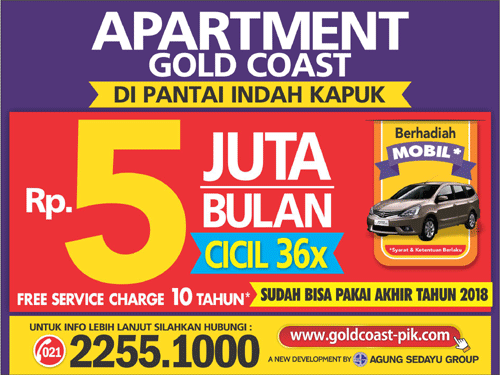 APARTMENT
GOLD COAST
DI PANTAI INDAH KAPUK
Rp. 5 JUTA
BULAN
CICIL 36x
Berhadiah
MOBIL*
*Syarat & Ketentuan Berlaku
FREE SERVICE CHARGE 10 TAHUN*
SUDAH BISA PAKAI AKHIR TAHUN 2018
UNTUK INFO LEBIH LANJUT SILAHKAN HUBUNGI :
021 2255.1000
www.goldcoast-pik.com
A NEW DEVELOPMENT BY AGUNG SEDAYU GROUP